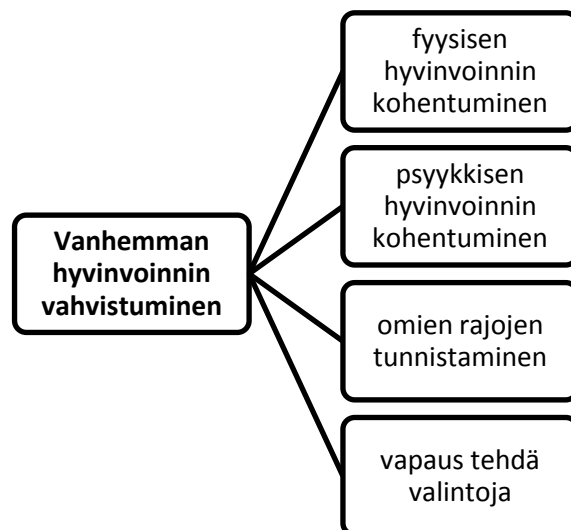 fyysisen
hyvinvoinnin
kohentuminen
psyykkisen
hyvinvoinnin
kohentuminen
Vanhemman
hyvinvoinnin
vahvistuminen
omien rajojen
tunnistaminen
vapaus tehdä
valintoja